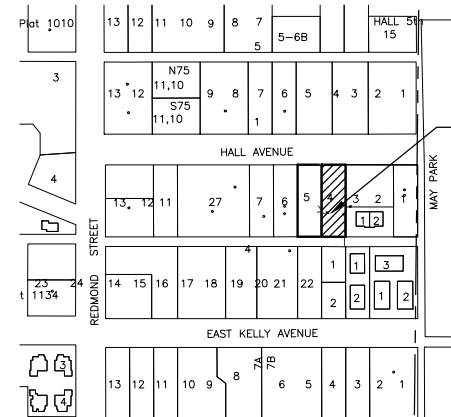 Plat 1010
13 12 11 10 9 8 7 5-6B HALL 5th
5 15
3 13 12 N75 11,10 9 8 7 6 5 4 3 2 1
S75 11,10 1
HALL AVENUE
MAY PARK
4
13 12 11 27 7 6 5 4 3 2 1
1 2
REDMOND STREET
4
23 24 14 15 16 17 18 19 20 21 22 1 1 3
t 1134 2 2 1 2
EAST KELLY AVENUE
3 13 12 11 10 9 8 7A 7B 6 5 4 3 2 1
4